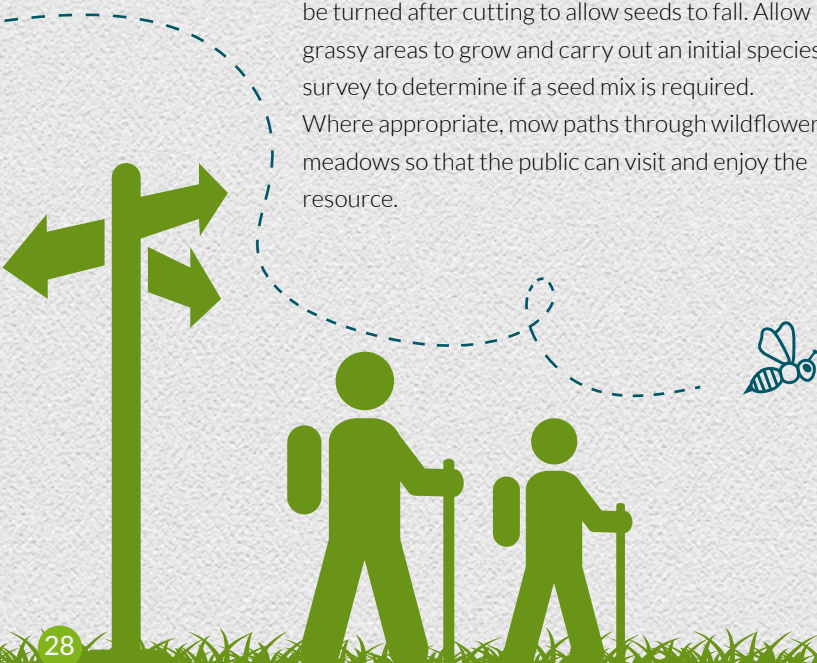 be turned after cutting to allow seeds to fall. Allow
grassy areas to grow and carry out an initial species
survey to determine if a seed mix is required.
Where appropriate, mow paths through wildflower
meadows so that the public can visit and enjoy the
resource.
28